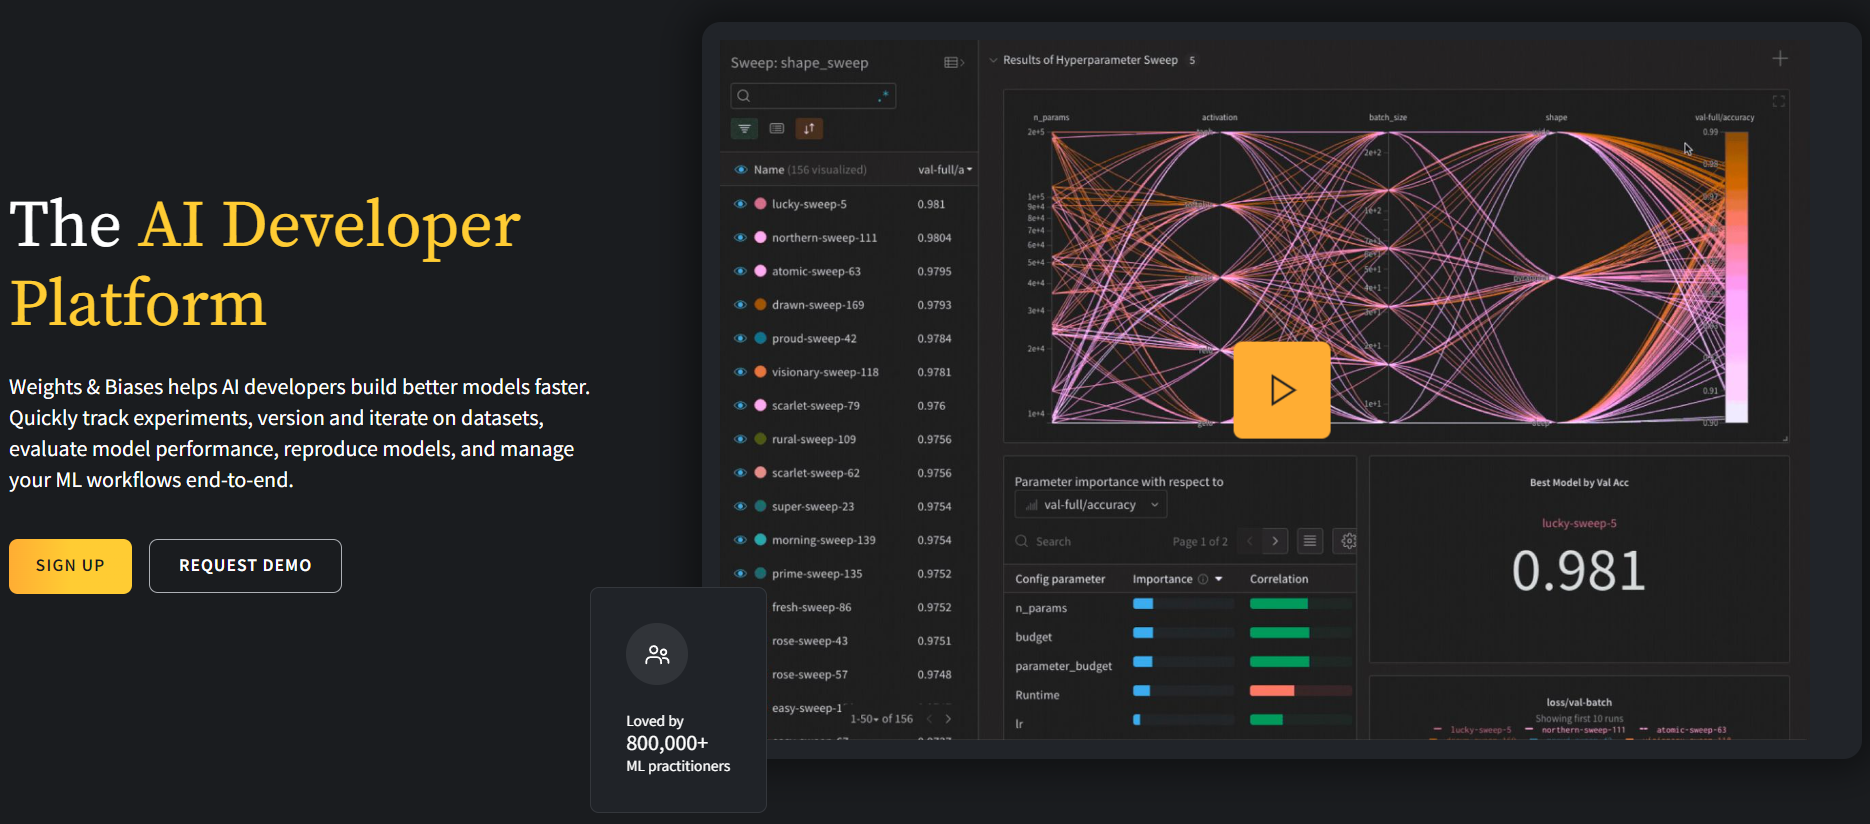 The AI Developer
Platform
Weights & Biases helps AI developers build better models faster.
Quickly track experiments, version and iterate on datasets,
evaluate model performance, reproduce models, and manage
your ML workflows end-to-end.
SIGN UP
REQUEST DEMO
Loved by
800,000+
ML practitioners
Sweep: shape_sweep
.*
Name (156 visualized) val-full/a
lucky-sweep-5 0.981
northern-sweep-111 0.9804
atomic-sweep-63 0.9795
drawn-sweep-169 0.9793
proud-sweep-42 0.9784
visionary-sweep-118 0.9781
scarlet-sweep-79 0.976
rural-sweep-109 0.9756
scarlet-sweep-62 0.9756
super-sweep-23 0.9754
morning-sweep-139 0.9754
prime-sweep-135 0.9752
fresh-sweep-86 0.9752
rose-sweep-43 0.9751
rose-sweep-57 0.9748
easy-sweep-1
1-50 of 156
Results of Hyperparameter Sweep 5
n_params activation batch_size shape val-full/accuracy
2e+5
1e+5
9e+4
8e+4
7e+4
6e+4
5e+4
4e+4
3e+4
2e+4
1e+4
2e+2
1e+2
7e+1
6e+1
5e+1
4e+1
3e+1
2e+1
1e+1
0.99
0.98
0.91
0.90
Parameter importance with respect to
val-full/accuracy
Search Page 1 of 2
Config parameter Importance Correlation
n_params
budget
parameter_budget
Runtime
lr
Best Model by Val Acc
lucky-sweep-5
0.981
loss/val-batch
Showing first 10 runs
lucky-sweep-5 northern-sweep-111 atomic-sweep-63